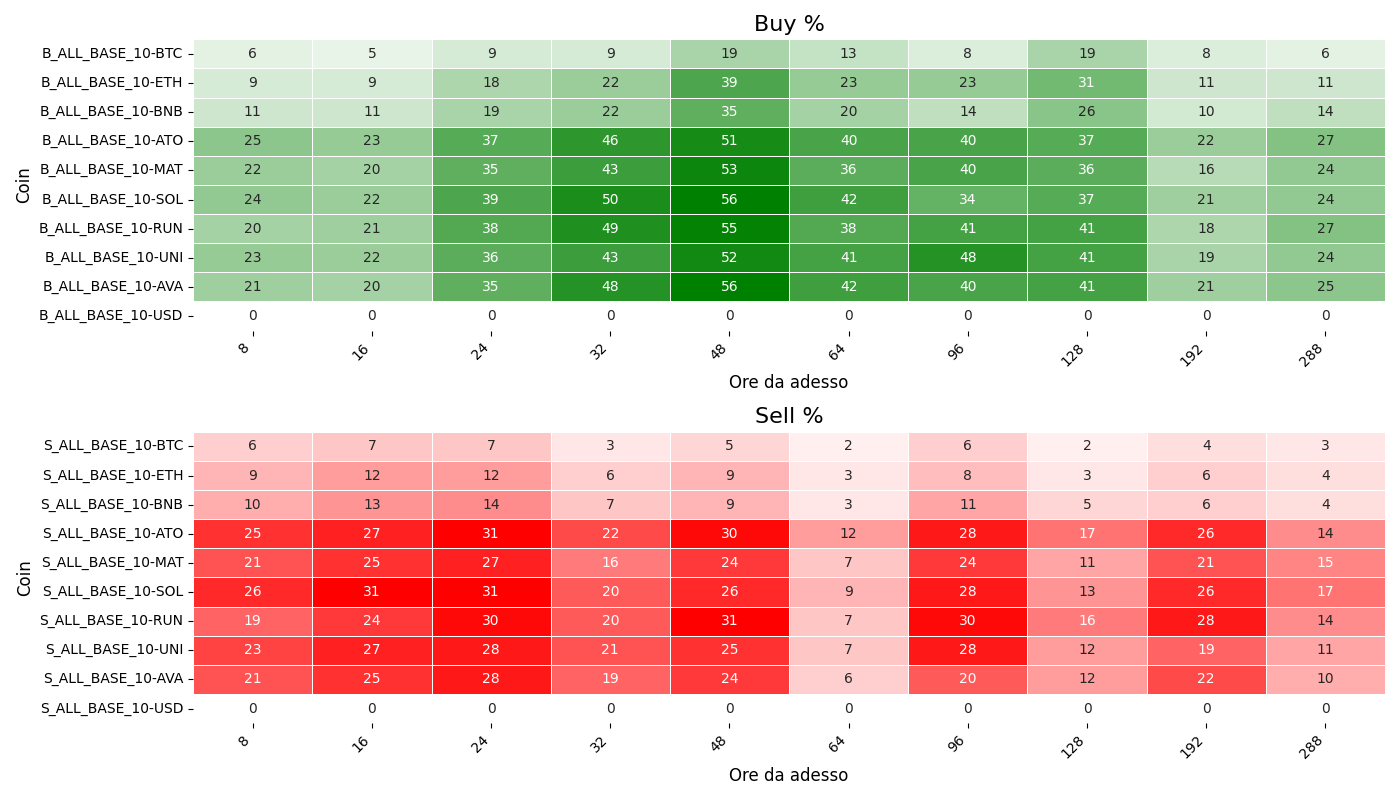 Buy %
Coin
B_ALL_BASE_10-BTC 6 5 9 9 19 13 8 19 8 6
B_ALL_BASE_10-ETH 9 9 18 22 39 23 23 31 11 11
B_ALL_BASE_10-BNB 11 11 19 22 35 20 14 26 10 14
B_ALL_BASE_10-ATO 25 23 37 46 51 40 40 37 22 27
B_ALL_BASE_10-MAT 22 20 35 43 53 36 40 36 16 24
B_ALL_BASE_10-SOL 24 22 39 50 56 42 34 37 21 24
B_ALL_BASE_10-RUN 20 21 38 49 55 38 41 41 18 27
B_ALL_BASE_10-UNI 23 22 36 43 52 41 48 41 19 24
B_ALL_BASE_10-AVA 21 20 35 48 56 42 40 41 21 25
B_ALL_BASE_10-USD 0 0 0 0 0 0 0 0 0 0
8 16 24 32 48 64 96 128 192 288
Ore da adesso
Sell %
Coin
S_ALL_BASE_10-BTC 6 7 7 3 5 2 6 2 4 3
S_ALL_BASE_10-ETH 9 12 12 6 9 3 8 3 6 4
S_ALL_BASE_10-BNB 10 13 14 7 9 3 11 5 6 4
S_ALL_BASE_10-ATO 25 27 31 22 30 12 28 17 26 14
S_ALL_BASE_10-MAT 21 25 27 16 24 7 24 11 21 15
S_ALL_BASE_10-SOL 26 31 31 20 26 9 28 13 26 17
S_ALL_BASE_10-RUN 19 24 30 20 31 7 30 16 28 14
S_ALL_BASE_10-UNI 23 27 28 21 25 7 28 12 19 11
S_ALL_BASE_10-AVA 21 25 28 19 24 6 20 12 22 10
S_ALL_BASE_10-USD 0 0 0 0 0 0 0 0 0 0
8 16 24 32 48 64 96 128 192 288
Ore da adesso